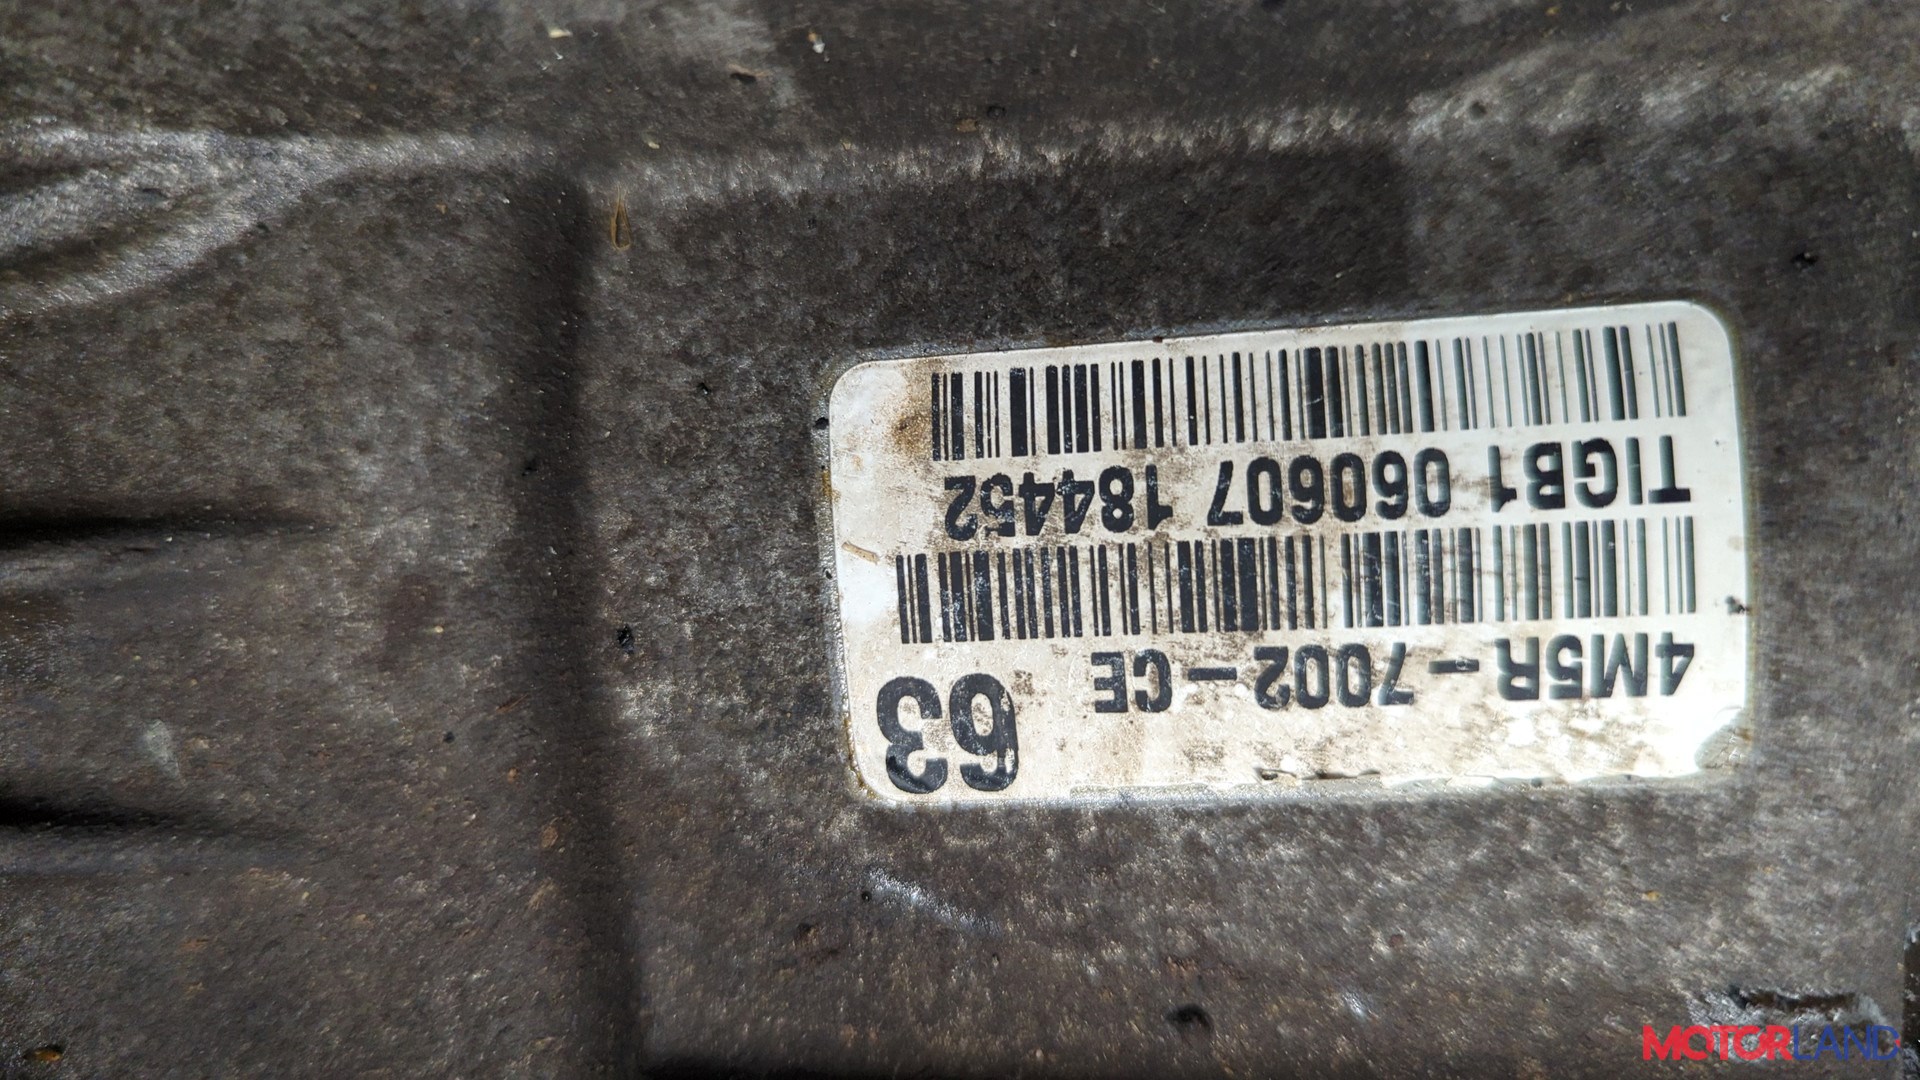 63
4M5R-7002-CE
TIGB1 060607 184452
MOTORLAND